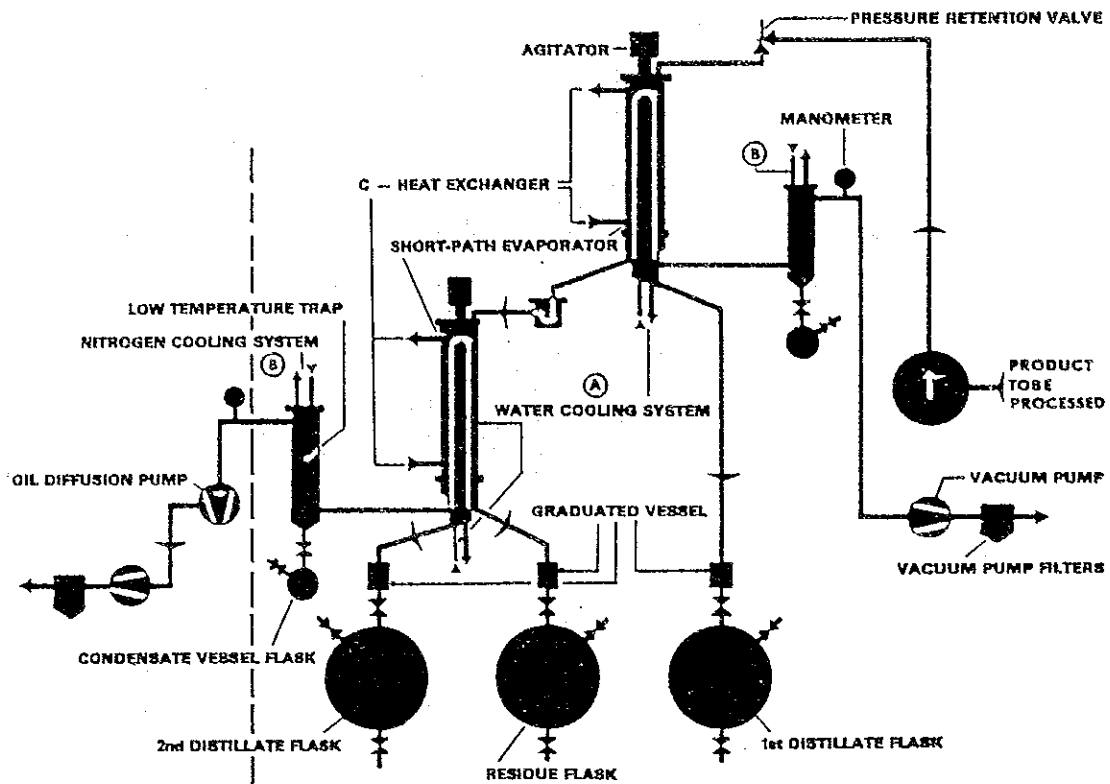 PRESSURE RETENTION VALVE
AGITATOR
MANOMETER
B
C - HEAT EXCHANGER
SHORT-PATH EVAPORATOR
LOW TEMPERATURE TRAP
NITROGEN COOLING SYSTEM
B
A
WATER COOLING SYSTEM
PRODUCT
TOBE
PROCESSED
OIL DIFFUSION PUMP
GRADUATED VESSEL
VACUUM PUMP
VACUUM PUMP FILTERS
CONDENSATE VESSEL FLASK
2nd DISTILLATE FLASK
RESIDUE FLASK
1st DISTILLATE FLASK